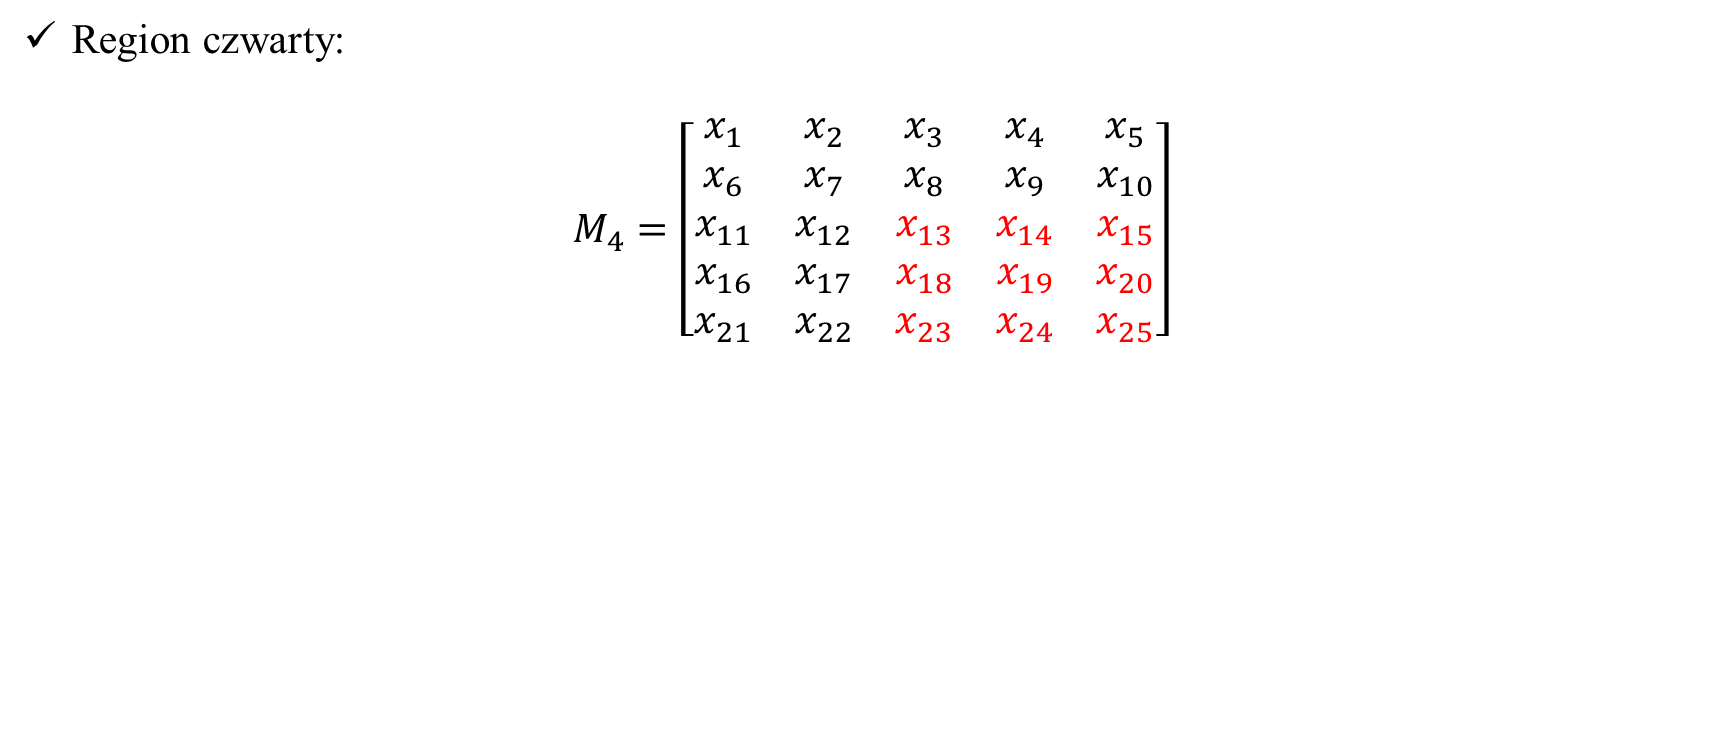 ✓ Region czwarty:
x₁ x₂ x₃ x₄ x₅
x₆ x₇ x₈ x₉ x₁₀
M₄ = x₁₁ x₁₂ x₁₃ x₁₄ x₁₅
x₁₆ x₁₇ x₁₈ x₁₉ x₂₀
x₂₁ x₂₂ x₂₃ x₂₄ x₂₅